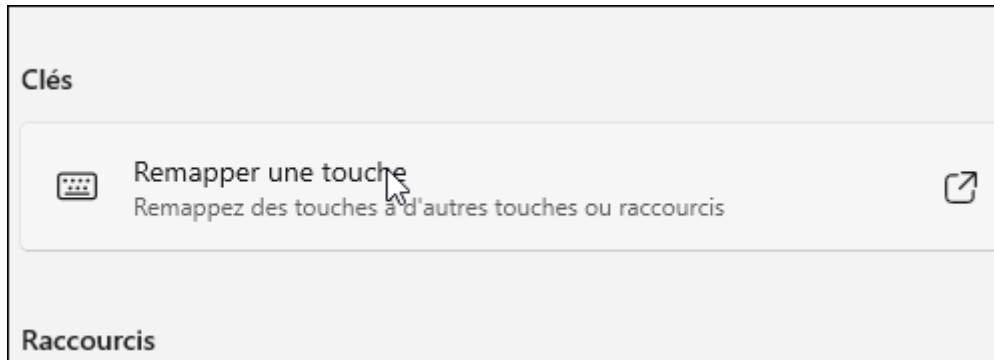 Clés
Remapper une touche
Remappez des touches à d'autres touches ou raccourcis
Raccourcis